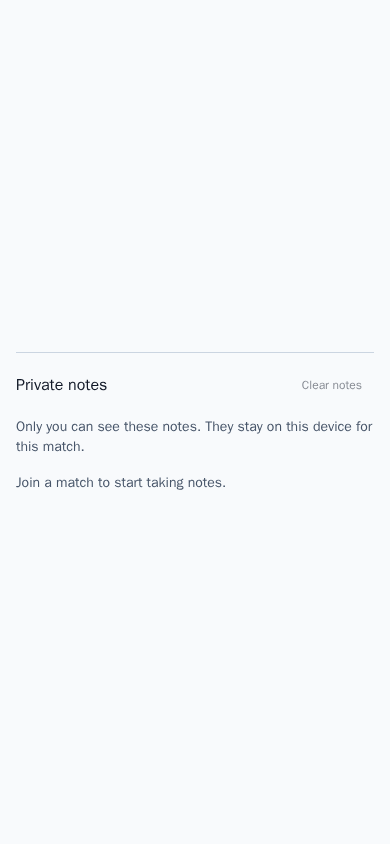 Private notes
Clear notes
Only you can see these notes. They stay on this device for
this match.
Join a match to start taking notes.